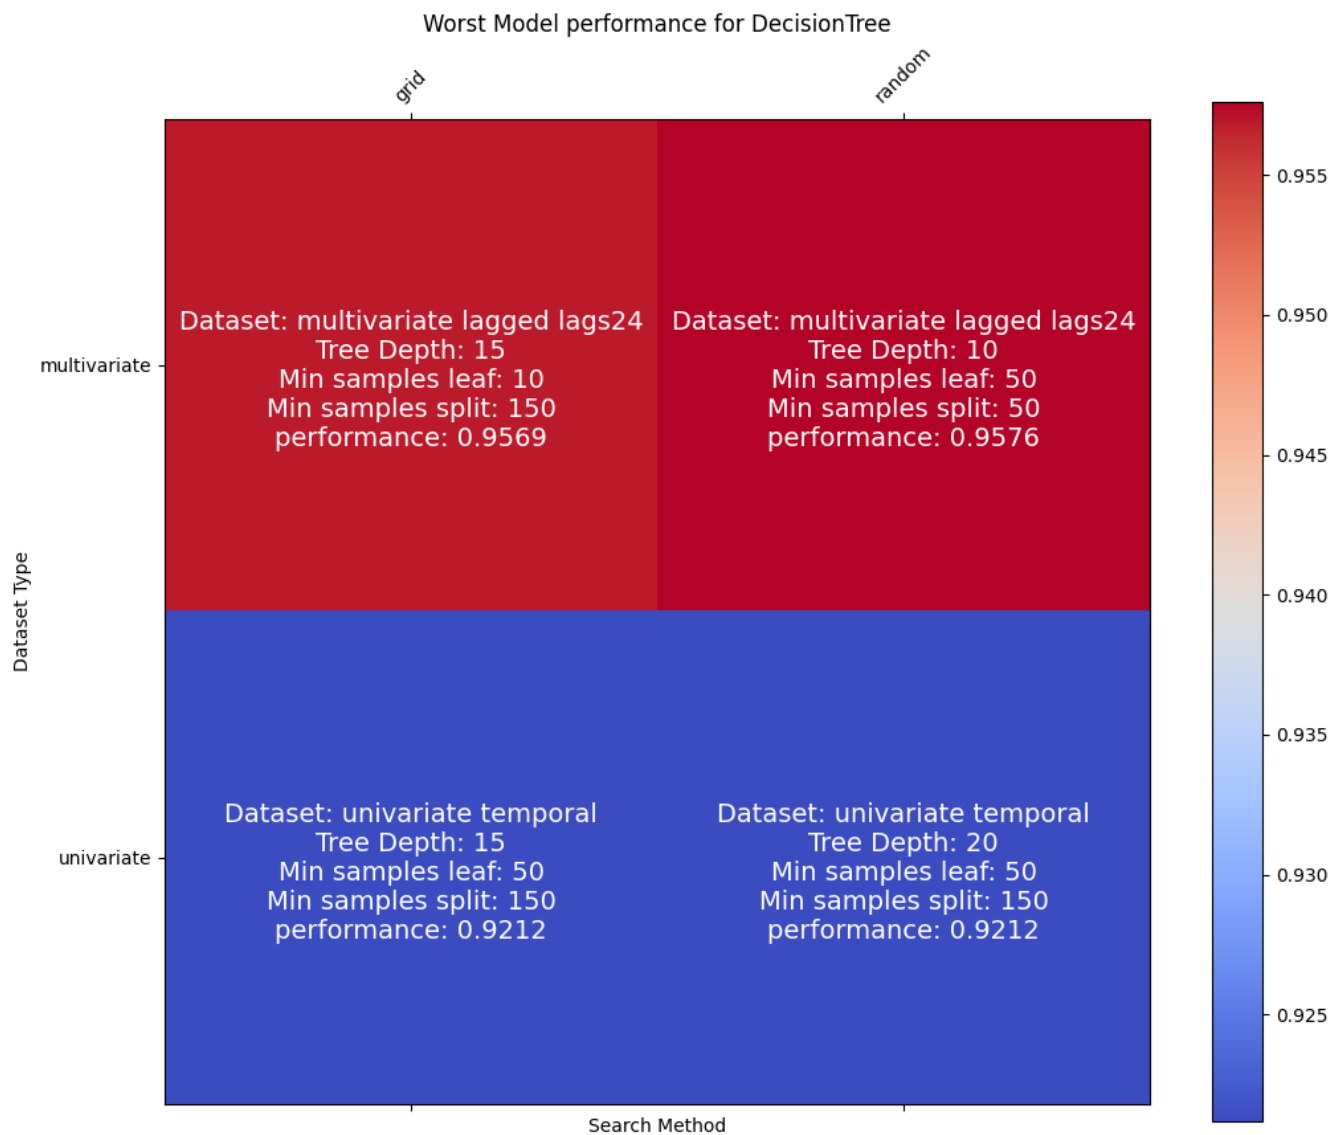 Worst Model performance for DecisionTree
grid
random
Dataset: multivariate lagged lags24
Tree Depth: 15
Min samples leaf: 10
Min samples split: 150
performance: 0.9569
Dataset: multivariate lagged lags24
Tree Depth: 10
Min samples leaf: 50
Min samples split: 50
performance: 0.9576
multivariate
Dataset Type
univariate
Dataset: univariate temporal
Tree Depth: 15
Min samples leaf: 50
Min samples split: 150
performance: 0.9212
Dataset: univariate temporal
Tree Depth: 20
Min samples leaf: 50
Min samples split: 150
performance: 0.9212
Search Method
0.955
0.950
0.945
0.940
0.935
0.930
0.925